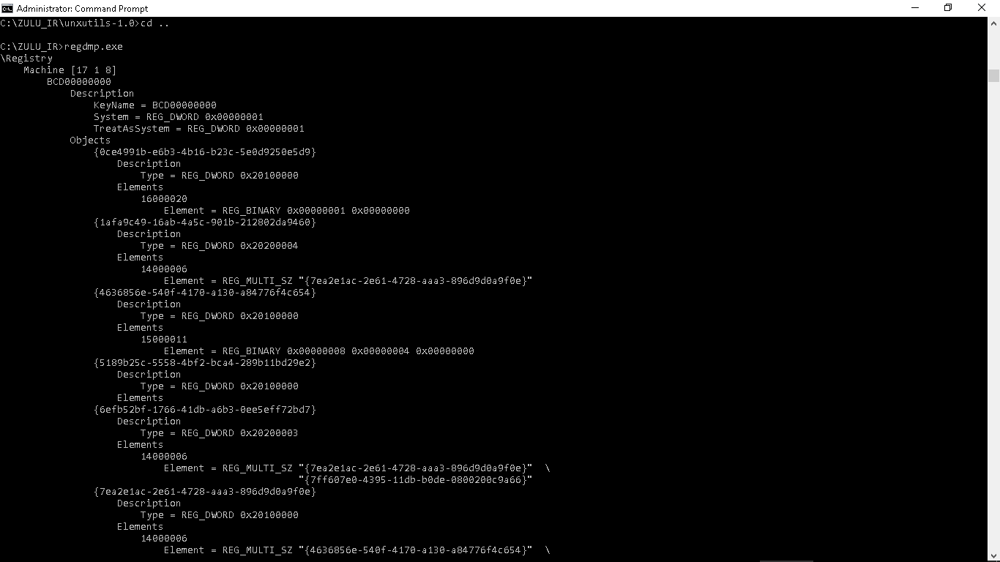 Administrator: Command Prompt
C:\ZULU_IR\unxutils-1.0>cd ..
C:\ZULU_IR>regdmp.exe
\Registry
Machine [17 1 8]
BCD00000000
Description
KeyName = BCD00000000
System = REG_DWORD 0x00000001
TreatAsSystem = REG_DWORD 0x00000001
Objects
{0ce4991b-e6b3-4b16-b23c-5e0d9250e5d9}
Description
Type = REG_DWORD 0x20100000
Elements
16000020
Element = REG_BINARY 0x00000001 0x00000000
{1afa9c49-16ab-4a5c-901b-212802da9460}
Description
Type = REG_DWORD 0x20200004
Elements
14000006
Element = REG_MULTI_SZ "{7ea2e1ac-2e61-4728-aaa3-896d9d0a9f0e}"
{4636856e-540f-4170-a130-a84776f4c654}
Description
Type = REG_DWORD 0x20100000
Elements
15000011
Element = REG_BINARY 0x00000008 0x00000004 0x00000000
{5189b25c-5558-4bf2-bca4-289b11bd29e2}
Description
Type = REG_DWORD 0x20100000
Elements
{6efb52bf-1766-41db-a6b3-0ee5eff72bd7}
Description
Type = REG_DWORD 0x20200003
Elements
14000006
Element = REG_MULTI_SZ "{7ea2e1ac-2e61-4728-aaa3-896d9d0a9f0e}" \
"{7ff607e0-4395-11db-b0de-0800200c9a66}"
{7ea2e1ac-2e61-4728-aaa3-896d9d0a9f0e}
Description
Type = REG_DWORD 0x20100000
Elements
14000006
Element = REG_MULTI_SZ "{4636856e-540f-4170-a130-a84776f4c654}" \